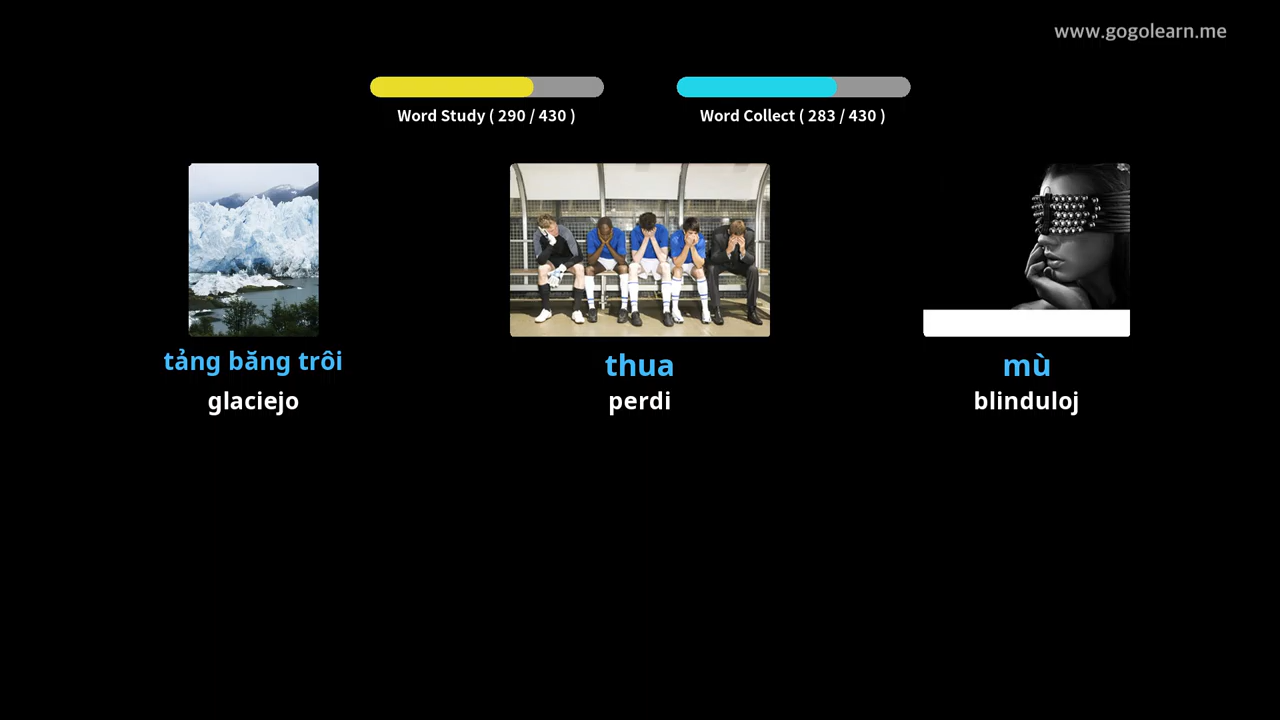 www.gogolearn.me
Word Study ( 290 / 430 )
Word Collect ( 283 / 430 )
tảng băng trôi
thua
mù
glaciejo
perdi
blinduloj